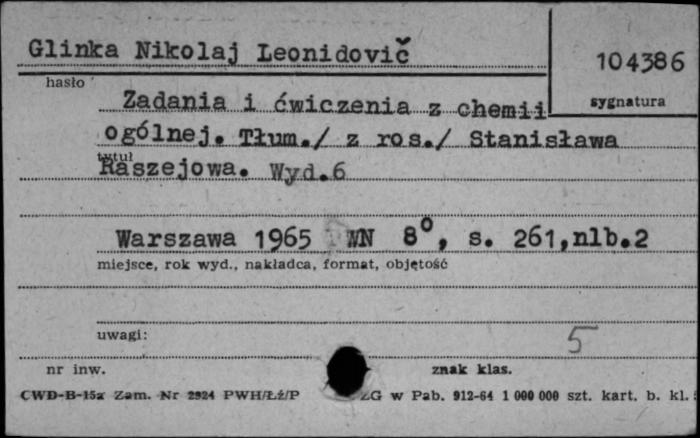 Glinka Nikolaj Leonidovič
104386
hasło
sygnatura
Zadania i ćwiczenia z chemii
ogólnej. Tłum./ z ros./ Stanisława
tytuł
Raszejowa. Wyd.6
Warszawa 1965 PWN 8°, s. 261,nlb.2
miejsce, rok wyd., nakładca, format, objętość
uwagi:
5
nr inw.
znak klas.
CWD-B-15a Zam. Nr 2924 PWH/Łź/P ZG w Pab. 912-64 1 000 000 szt. kart. b. kl.